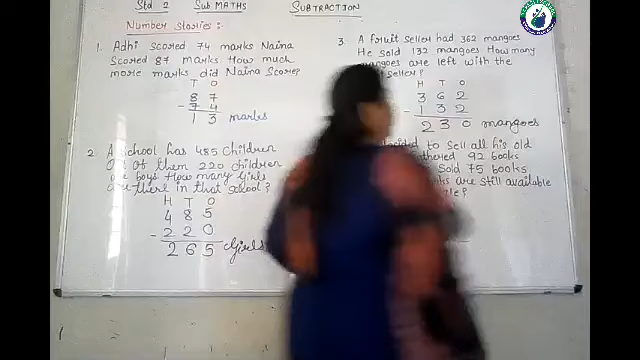 Std 2 Sub MATHS SUBTRACTION
Number Stories :-
1. Adhi scored 74 marks Naina
Scored 87 marks. How much
more marks did Naina Score?
T O
8 7
- 7 4
1 3 marks
2. A School has 485 children
Out of them 220 children
are boys How many Girls
are there in that school?
H T O
4 8 5
- 2 2 0
2 6 5 Girls
3. A fruit seller had 362 mangoes
He sold 132 mangoes How many
mangoes are left with the
seller?
H T O
3 6 2
- 1 3 2
2 3 0 mangoes
to sell all his old
92 books
Sold 75 books
are still available